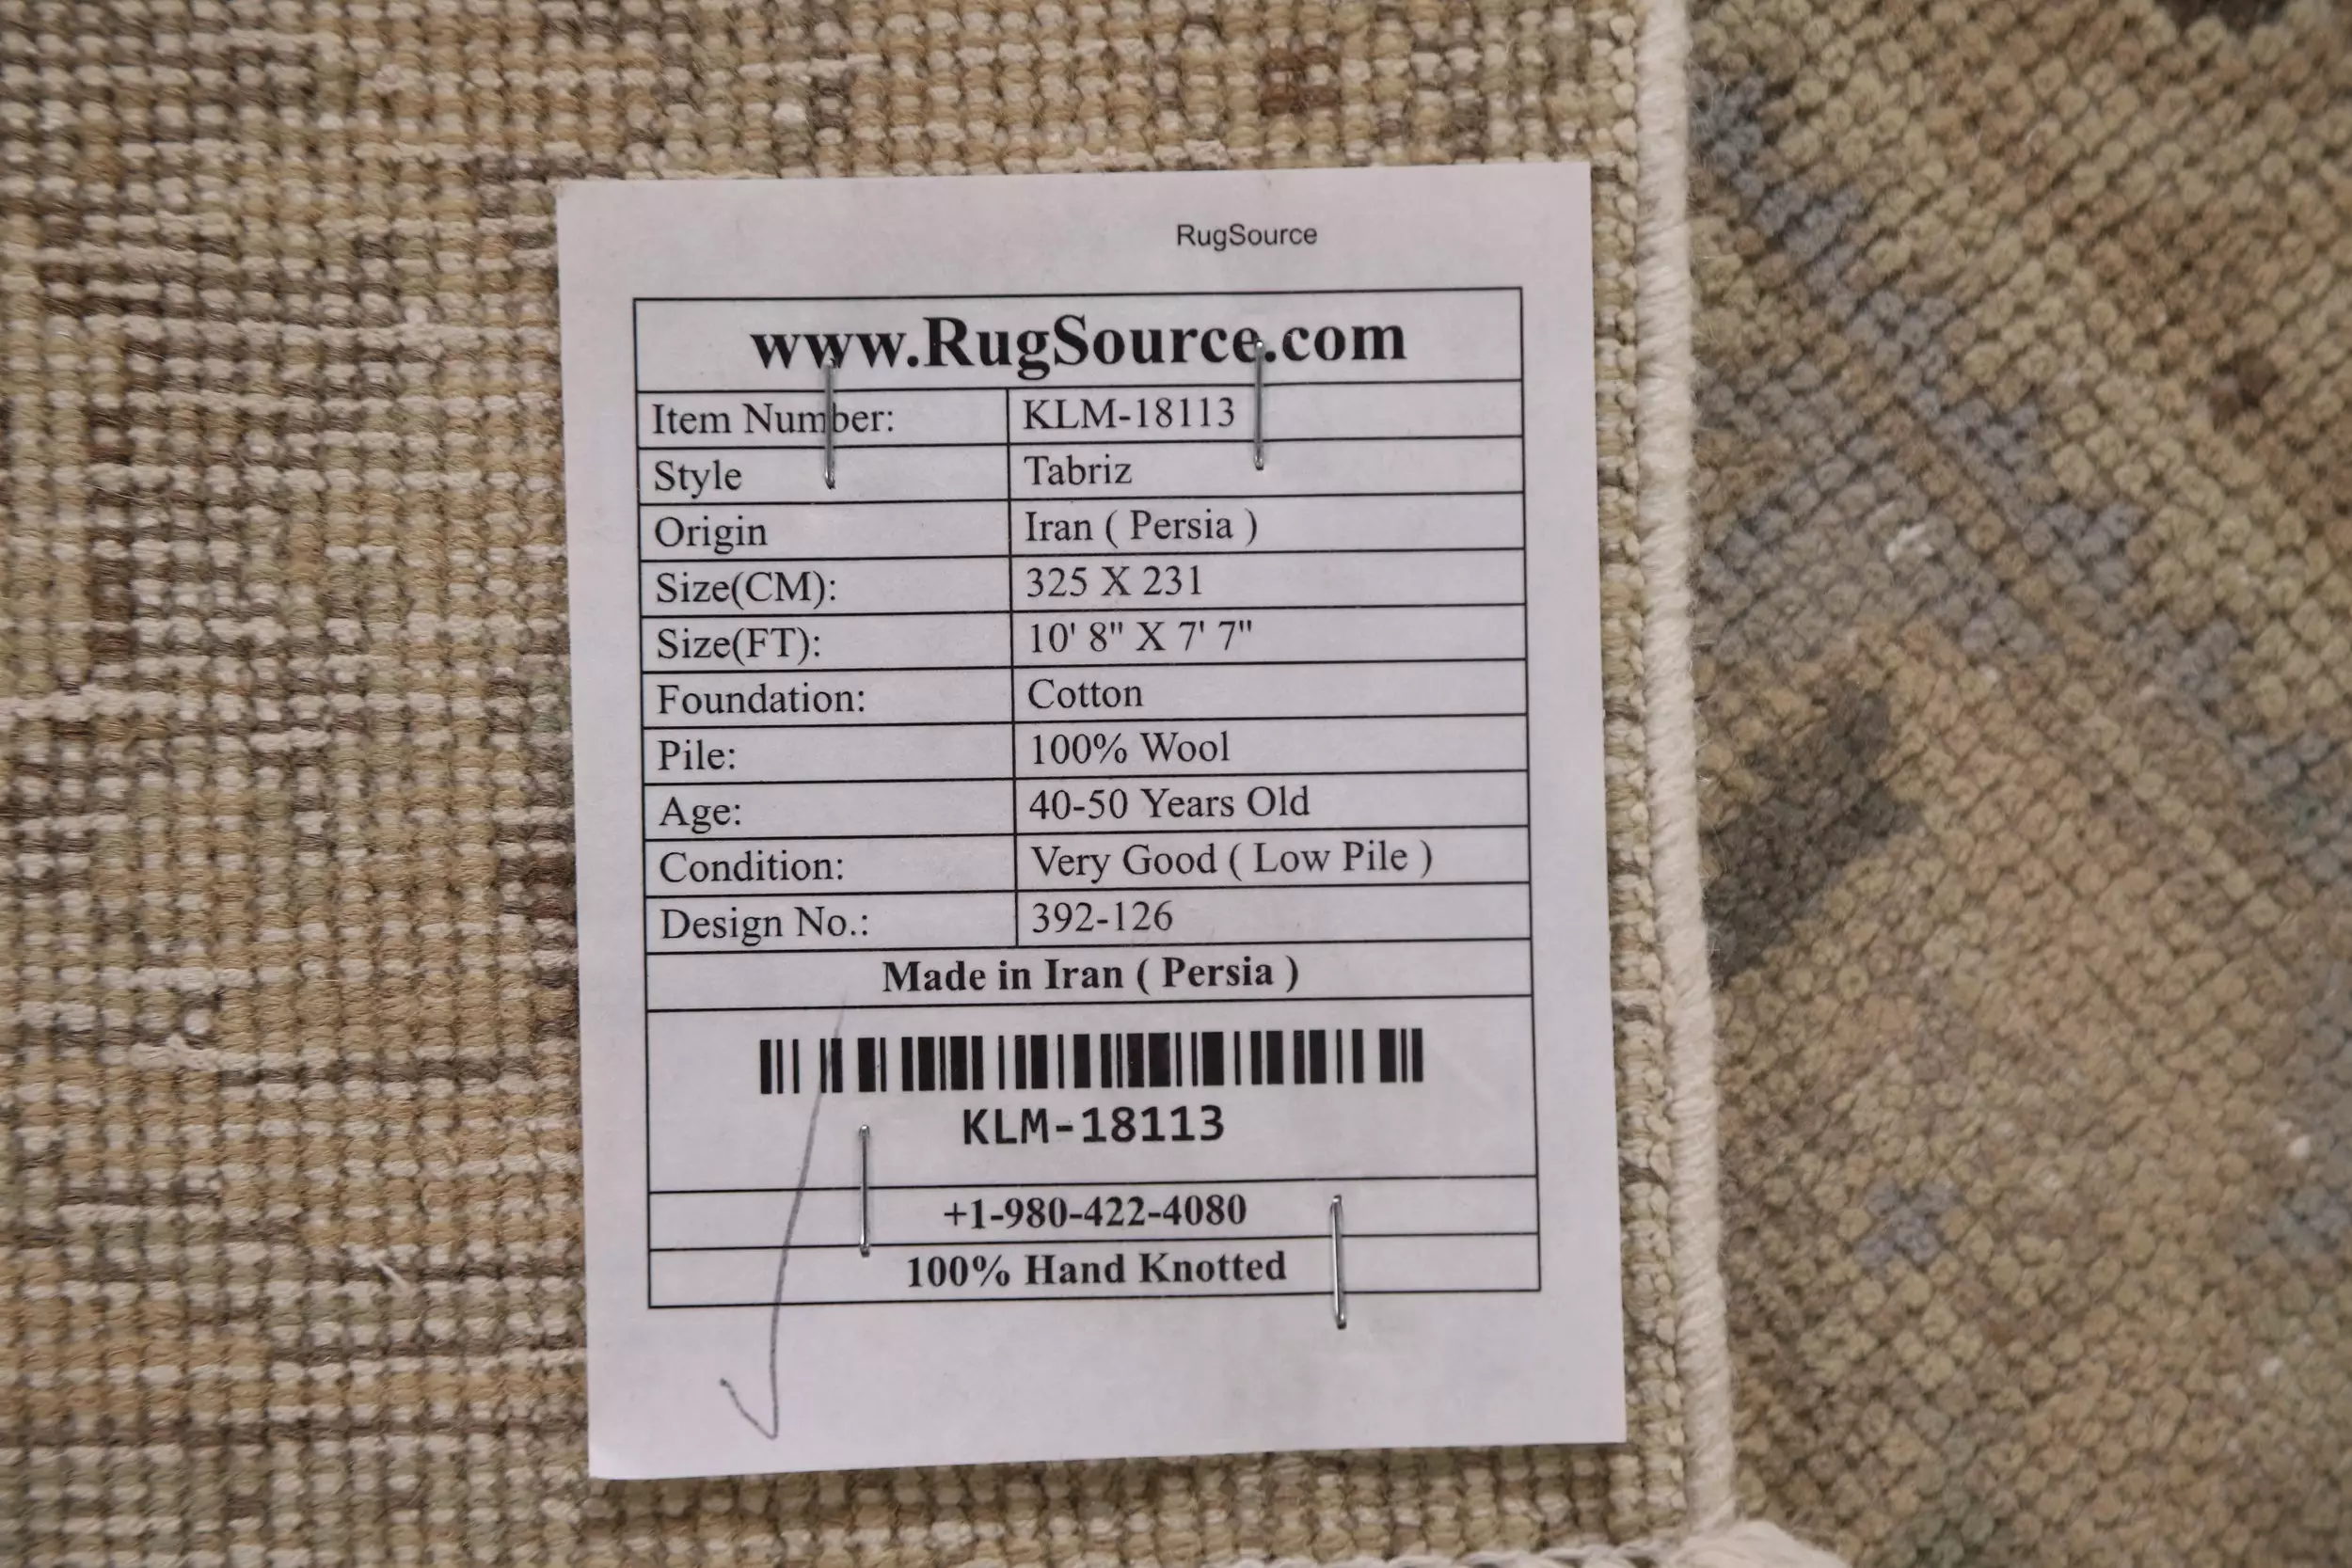 RugSource
www.RugSource.com
Item Number: KLM-18113
Style Tabriz
Origin Iran ( Persia )
Size(CM): 325 X 231
Size(FT): 10' 8" X 7' 7"
Foundation: Cotton
Pile: 100% Wool
Age: 40-50 Years Old
Condition: Very Good ( Low Pile )
Design No.: 392-126
Made in Iran ( Persia )
KLM-18113
+1-980-422-4080
100% Hand Knotted